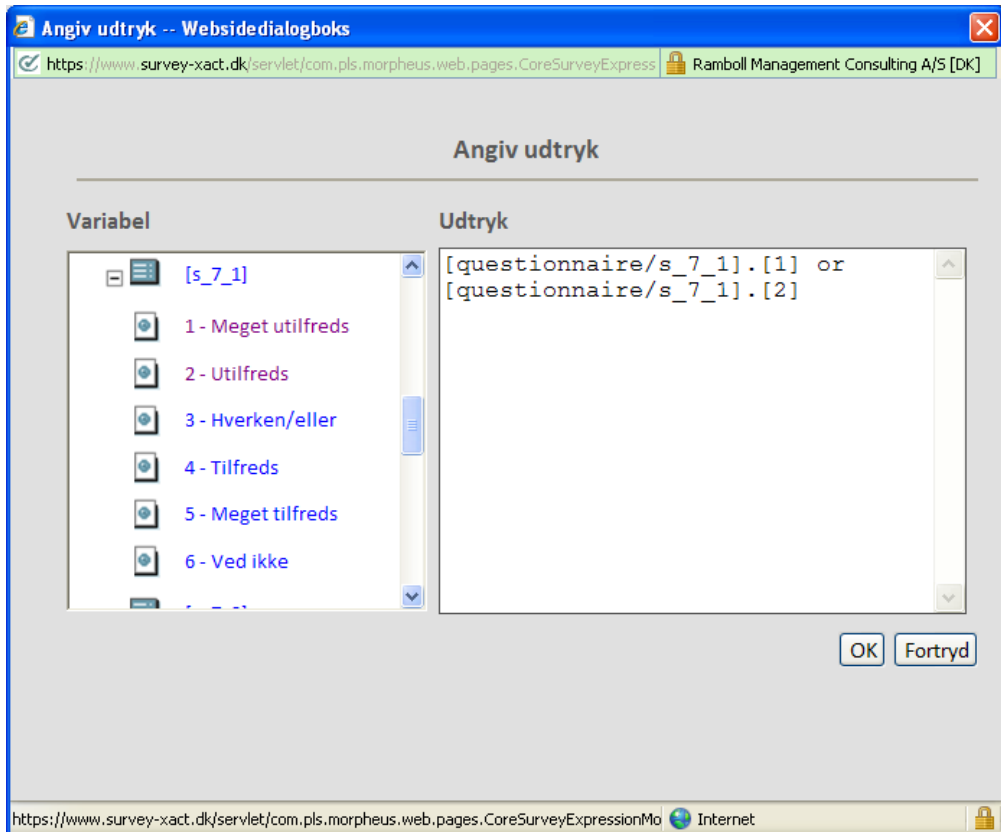 Angiv udtryk -- Websidedialogboks
https://www.survey-xact.dk/servlet/com.pls.morpheus.web.pages.CoreSurveyExpress Ramboll Management Consulting A/S [DK]
Angiv udtryk
Variabel
Udtryk
[s_7_1]
1 - Meget utilfreds
2 - Utilfreds
3 - Hverken/eller
4 - Tilfreds
5 - Meget tilfreds
6 - Ved ikke
[questionnaire/s_7_1].[1] or
[questionnaire/s_7_1].[2]
OK Fortryd
https://www.survey-xact.dk/servlet/com.pls.morpheus.web.pages.CoreSurveyExpressionMo Internet